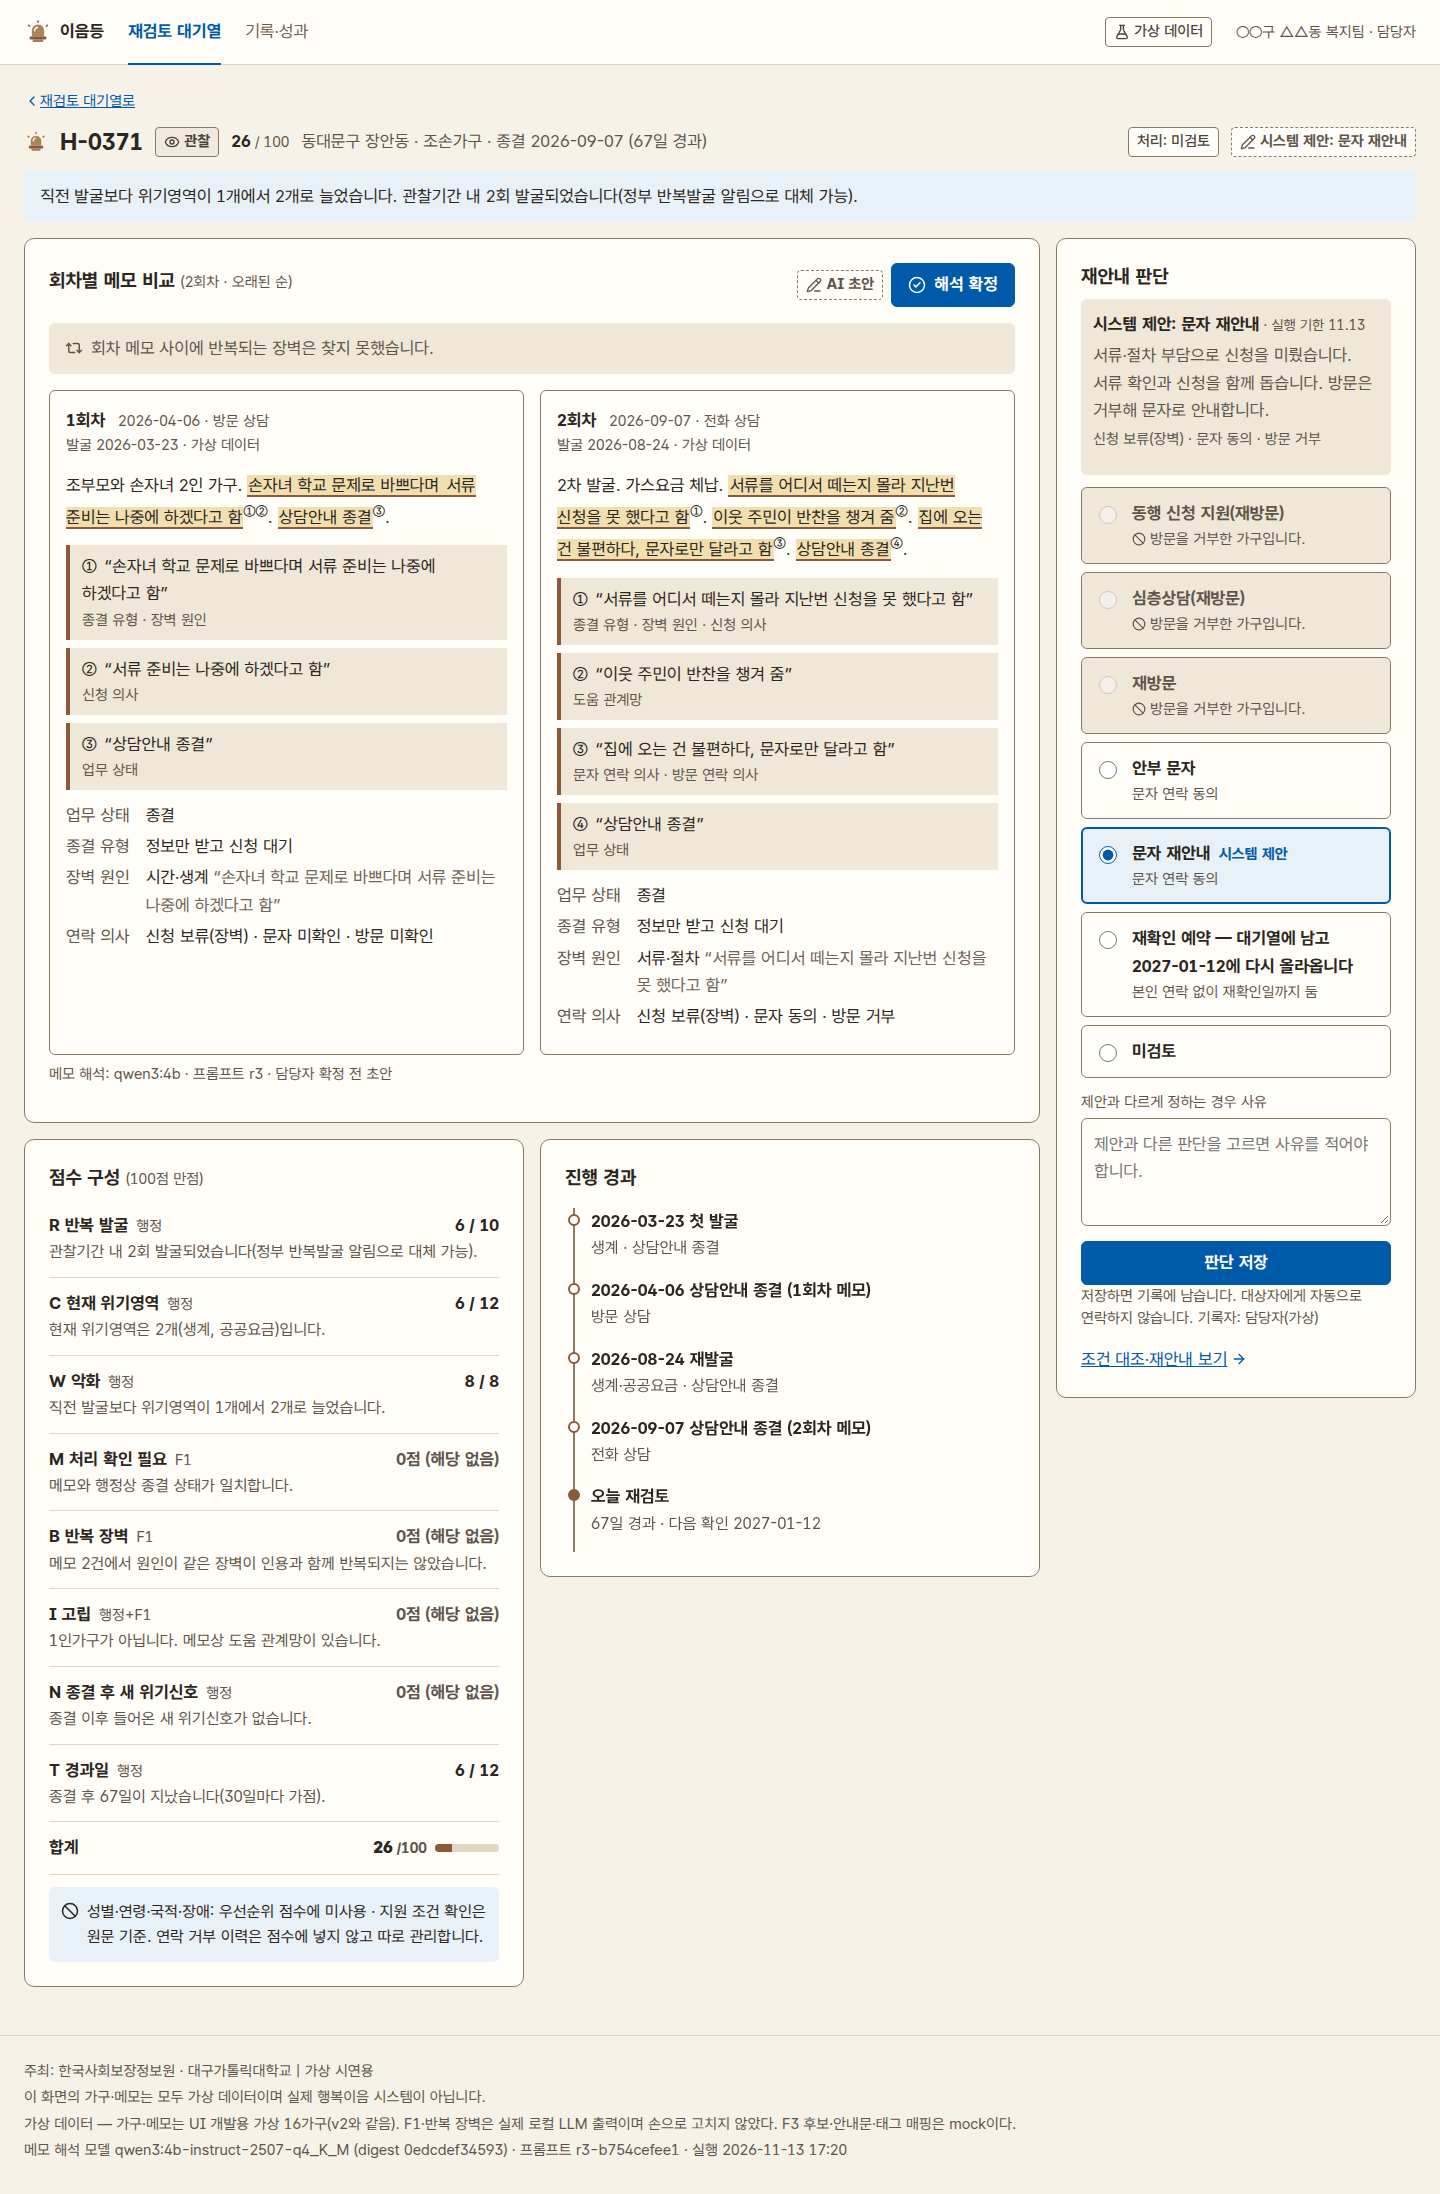 이음등
재검토 대기열
기록·성과
가상 데이터
○○구 △△동 복지팀 · 담당자
재검토 대기열로
H-0371
관찰
26 / 100
동대문구 장안동 · 조손가구 · 종결 2026-09-07 (67일 경과)
처리: 미검토
시스템 제안: 문자 재안내
직전 발굴보다 위기영역이 1개에서 2개로 늘었습니다. 관찰기간 내 2회 발굴되었습니다(정부 반복발굴 알림으로 대체 가능).
회차별 메모 비교 (2회차 · 오래된 순)
AI 초안
해석 확정
회차 메모 사이에 반복되는 장벽은 찾지 못했습니다.
1회차 2026-04-06 · 방문 상담
발굴 2026-03-23 · 가상 데이터
조부모와 손자녀 2인 가구. 손자녀 학교 문제로 바쁘다며 서류
준비는 나중에 하겠다고 함①②. 상담안내 종결③.
① “손자녀 학교 문제로 바쁘다며 서류 준비는 나중에
하겠다고 함”
종결 유형 · 장벽 원인
② “서류 준비는 나중에 하겠다고 함”
신청 의사
③ “상담안내 종결”
업무 상태
업무 상태 종결
종결 유형 정보만 받고 신청 대기
장벽 원인 시간·생계 “손자녀 학교 문제로 바쁘다며 서류 준비는
나중에 하겠다고 함”
연락 의사 신청 보류(장벽) · 문자 미확인 · 방문 미확인
2회차 2026-09-07 · 전화 상담
발굴 2026-08-24 · 가상 데이터
2차 발굴. 가스요금 체납. 서류를 어디서 떼는지 몰라 지난번
신청을 못 했다고 함①. 이웃 주민이 반찬을 챙겨 줌②. 집에 오는
건 불편하다, 문자로만 달라고 함③. 상담안내 종결④.
① “서류를 어디서 떼는지 몰라 지난번 신청을 못 했다고 함”
종결 유형 · 장벽 원인 · 신청 의사
② “이웃 주민이 반찬을 챙겨 줌”
도움 관계망
③ “집에 오는 건 불편하다, 문자로만 달라고 함”
문자 연락 의사 · 방문 연락 의사
④ “상담안내 종결”
업무 상태
업무 상태 종결
종결 유형 정보만 받고 신청 대기
장벽 원인 서류·절차 “서류를 어디서 떼는지 몰라 지난번 신청을
못 했다고 함”
연락 의사 신청 보류(장벽) · 문자 동의 · 방문 거부
메모 해석: qwen3:4b · 프롬프트 r3 · 담당자 확정 전 초안
재안내 판단
시스템 제안: 문자 재안내 · 실행 기한 11.13
서류·절차 부담으로 신청을 미뤘습니다.
서류 확인과 신청을 함께 돕습니다. 방문은
거부해 문자로 안내합니다.
신청 보류(장벽) · 문자 동의 · 방문 거부
동행 신청 지원(재방문)
방문을 거부한 가구입니다.
심층상담(재방문)
방문을 거부한 가구입니다.
재방문
방문을 거부한 가구입니다.
안부 문자
문자 연락 동의
문자 재안내 시스템 제안
문자 연락 동의
재확인 예약 — 대기열에 남고
2027-01-12에 다시 올라옵니다
본인 연락 없이 재확인일까지 둠
미검토
제안과 다르게 정하는 경우 사유
제안과 다른 판단을 고르면 사유를 적어야
합니다.
판단 저장
저장하면 기록에 남습니다. 대상자에게 자동으로
연락하지 않습니다. 기록자: 담당자(가상)
조건 대조·재안내 보기
점수 구성 (100점 만점)
R 반복 발굴 행정 6 / 10
관찰기간 내 2회 발굴되었습니다(정부 반복발굴 알림으로 대체 가능).
C 현재 위기영역 행정 6 / 12
현재 위기영역은 2개(생계, 공공요금)입니다.
W 악화 행정 8 / 8
직전 발굴보다 위기영역이 1개에서 2개로 늘었습니다.
M 처리 확인 필요 F1 0점 (해당 없음)
메모와 행정상 종결 상태가 일치합니다.
B 반복 장벽 F1 0점 (해당 없음)
메모 2건에서 원인이 같은 장벽이 인용과 함께 반복되지는 않았습니다.
I 고립 행정+F1 0점 (해당 없음)
1인가구가 아닙니다. 메모상 도움 관계망이 있습니다.
N 종결 후 새 위기신호 행정 0점 (해당 없음)
종결 이후 들어온 새 위기신호가 없습니다.
T 경과일 행정 6 / 12
종결 후 67일이 지났습니다(30일마다 가점).
합계 26 /100
성별·연령·국적·장애: 우선순위 점수에 미사용 · 지원 조건 확인은
원문 기준. 연락 거부 이력은 점수에 넣지 않고 따로 관리합니다.
진행 경과
2026-03-23 첫 발굴
생계 · 상담안내 종결
2026-04-06 상담안내 종결 (1회차 메모)
방문 상담
2026-08-24 재발굴
생계·공공요금 · 상담안내 종결
2026-09-07 상담안내 종결 (2회차 메모)
전화 상담
오늘 재검토
67일 경과 · 다음 확인 2027-01-12
주최: 한국사회보장정보원 · 대구가톨릭대학교 | 가상 시연용
이 화면의 가구·메모는 모두 가상 데이터이며 실제 행복이음 시스템이 아닙니다.
가상 데이터 — 가구·메모는 UI 개발용 가상 16가구(v2와 같음). F1·반복 장벽은 실제 로컬 LLM 출력이며 손으로 고치지 않았다. F3 후보·안내문·태그 매핑은 mock이다.
메모 해석 모델 qwen3:4b-instruct-2507-q4_K_M (digest 0edcdef34593) · 프롬프트 r3-b754cefee1 · 실행 2026-11-13 17:20